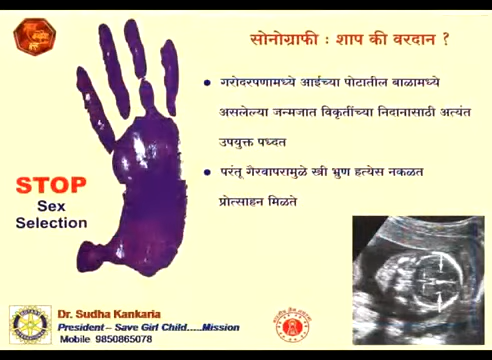 सोनोग्राफी : शाप की वरदान ?
गरोदरपणामध्ये आईच्या पोटातील बाळामध्ये
असलेल्या जन्मजात विकृतींच्या निदानासाठी अत्यंत
उपयुक्त पध्दत
परंतू गैरवापरामुळे स्त्री भ्रुण हत्येस नकळत
प्रोत्साहन मिळते
STOP
Sex
Selection
Dr. Sudha Kankaria
President – Save Girl Child.....Mission
Mobile 9850865078